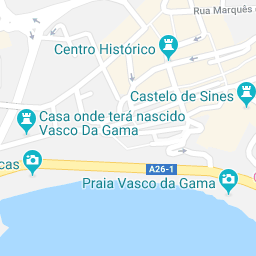 Rua Marquês
Centro Histórico
Castelo de Sines
Casa onde terá nascido
Vasco Da Gama
cas
A26-1
Praia Vasco da Gama